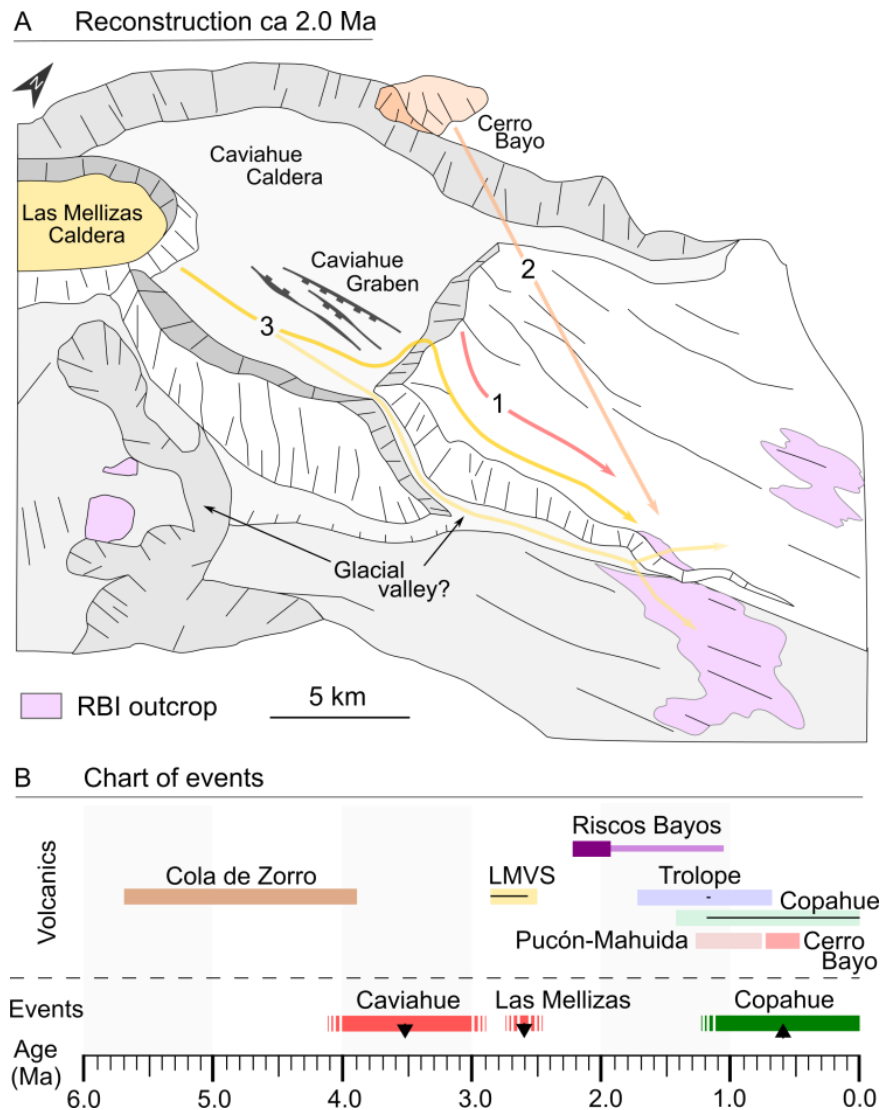 A Reconstruction ca 2.0 Ma
N
Cerro
Bayo
Caviahue
Caldera
Las Mellizas
Caldera
Caviahue
Graben
2
3
1
Glacial
valley?
RBI outcrop
5 km
B Chart of events
Volcanics
Riscos Bayos
Cola de Zorro
LMVS
Trolope
Copahue
Pucón-Mahuida
Cerro
Bayo
Events
Caviahue
Las Mellizas
Copahue
Age
(Ma)
6.0 5.0 4.0 3.0 2.0 1.0 0.0